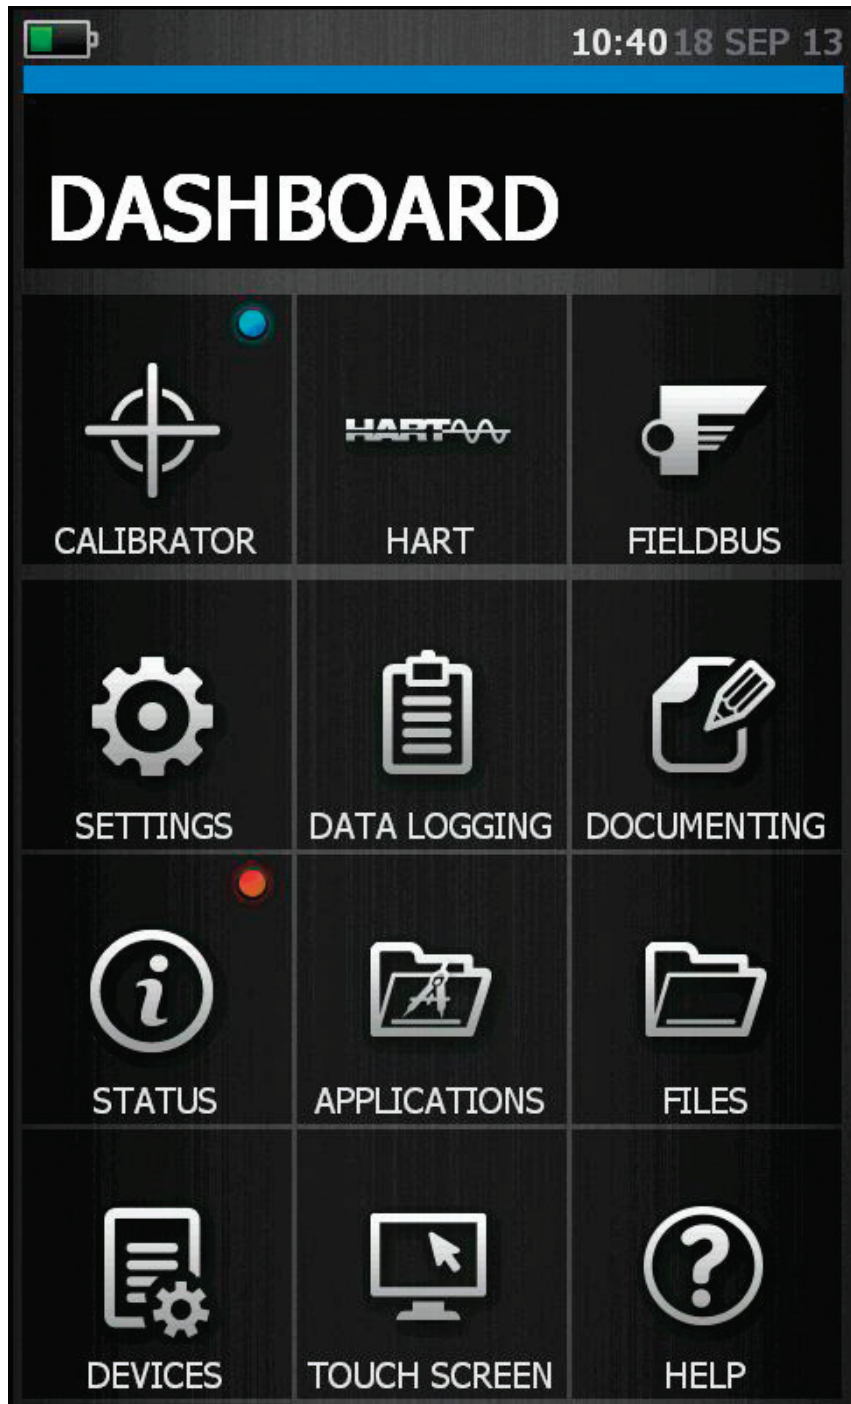 10:40 18 SEP 13
DASHBOARD
HART
CALIBRATOR HART FIELDBUS
SETTINGS DATA LOGGING DOCUMENTING
i
STATUS APPLICATIONS FILES
?
DEVICES TOUCH SCREEN HELP